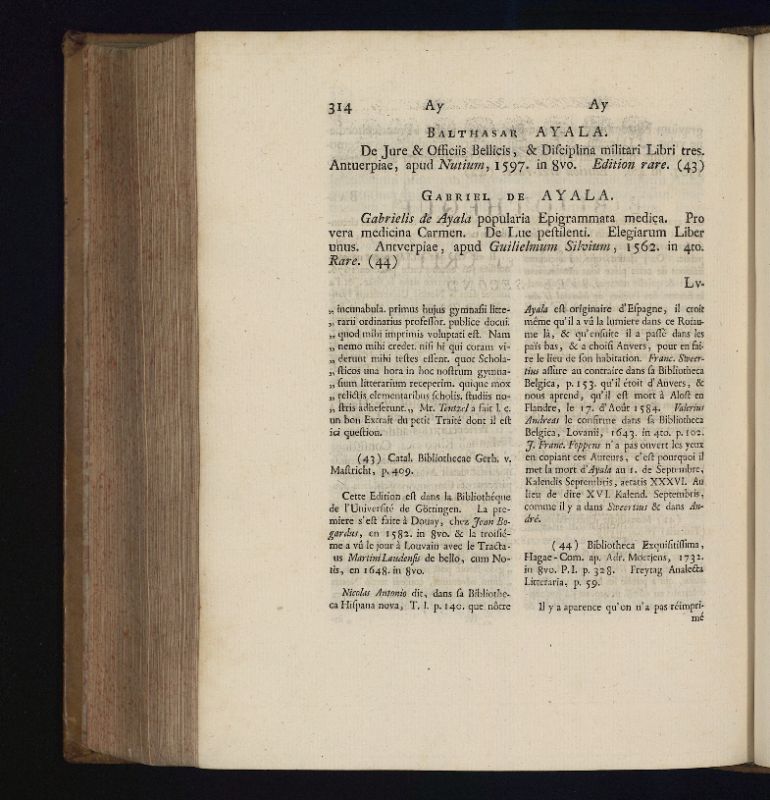 314 Ay Ay
BALTHASAR AYALA.
De Jure & Officiis Bellicis, & Diſciplina militari Libri tres.
Antuerpiae, apud Nutium, 1597. in 8vo. Edition rare. (43)
GABRIEL DE AYALA.
Gabrielis de Ayala popularia Epigrammata medica. Pro
vera medicina Carmen. De Lue peſtilenti. Elegiarum Liber
unus. Antverpiae, apud Guilielmum Silvium, 1562. in 4to.
Rare. (44)
Lv-
„ incunabula. primus hujus gymnaſii litte-
„ rarii ordinarius profeſſor. publice docui.
„ quod mihi imprimis voluptati eſt. Nam
„ nemo mihi credet. niſi hi qui coram vi-
„ derunt mihi teſtes eſſent. quot Schola-
„ ſticos una hora in hoc noſtrum gymna-
„ ſium litterarium receperim. quique mox
„ relictis elementaribus ſcholis. ſtudiis no-
„ ſtris adheſerunt.„ Mr. Tentzel a fait l. c.
un bon Extrait du petit Traité dont il eſt
ici queſtion.
(43) Catal. Bibliothecae Gerh. v.
Maſtricht, p. 409.
Cette Edition eſt dans la Bibliothéque
de l'Univerſité de Göttingen. La pre-
miere s'eſt faite à Douay, chez Jean Bo-
gardus, en 1582. in 8vo. & la troiſié-
me a vû le jour à Louvain avec le Tracta-
us Martini Laudenſis de bello, cum No-
tis, en 1648. in 8vo.
Nicolas Antonio dit, dans ſa Bibliothe-
ca Hiſpana nova, T. I. p. 140. que nôtre
Ayala eſt originaire d'Eſpagne, il croit
même qu'il a vû la lumiere dans ce Roïau-
me là, & qu'enſuite il a paſſé dans les
païs bas, & a choiſi Anvers, pour en fai-
re le lieu de ſon habitation. Franc. Sweer-
tius aſſure au contraire dans ſa Bibliotheca
Belgica, p. 153. qu'il étoit d'Anvers, &
nous aprend, qu'il eſt mort à Aloſt en
Flandre, le 17. d'Août 1584. Valerius
Andreas le confirme dans ſa Bibliotheca
Belgica, Lovanii, 1643. in 4to. p. 102.
J. Franc. Foppens n'a pas ouvert les yeux
en copiant ces Auteurs, c'eſt pourquoi il
met la mort d'Ayala au 1. de Septembre,
Kalendis Septembris, aetatis XXXVI. Au
lieu de dire XVI. Kalend. Septembris,
comme il y a dans Sweertius & dans An-
dré.
(44) Bibliotheca Exquiſitiſſima,
Hagae-Com. ap. Adr. Moetjens, 1732.
in 8vo. P. I. p. 328. Freytag Analecta
Litteraria, p. 59.
Il y a aparence qu'on n'a pas réimpri-
mé